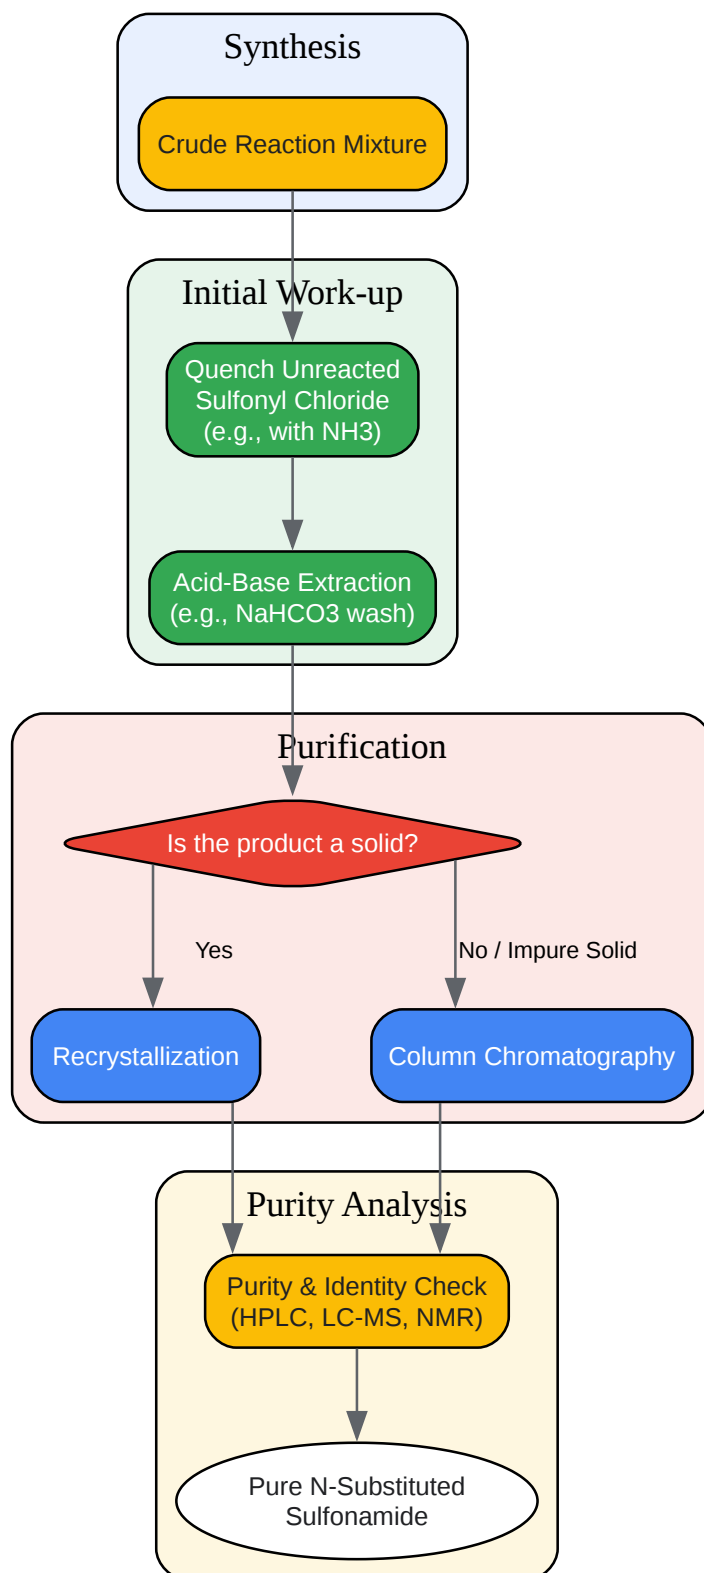 Synthesis
Crude Reaction Mixture
Initial Work-up
Quench Unreacted
Sulfonyl Chloride
(e.g., with NH3)
Acid-Base Extraction
(e.g., NaHCO3 wash)
Purification
Is the product a solid?
Yes
No / Impure Solid
Recrystallization
Column Chromatography
Purity Analysis
Purity & Identity Check
(HPLC, LC-MS, NMR)
Pure N-Substituted
Sulfonamide